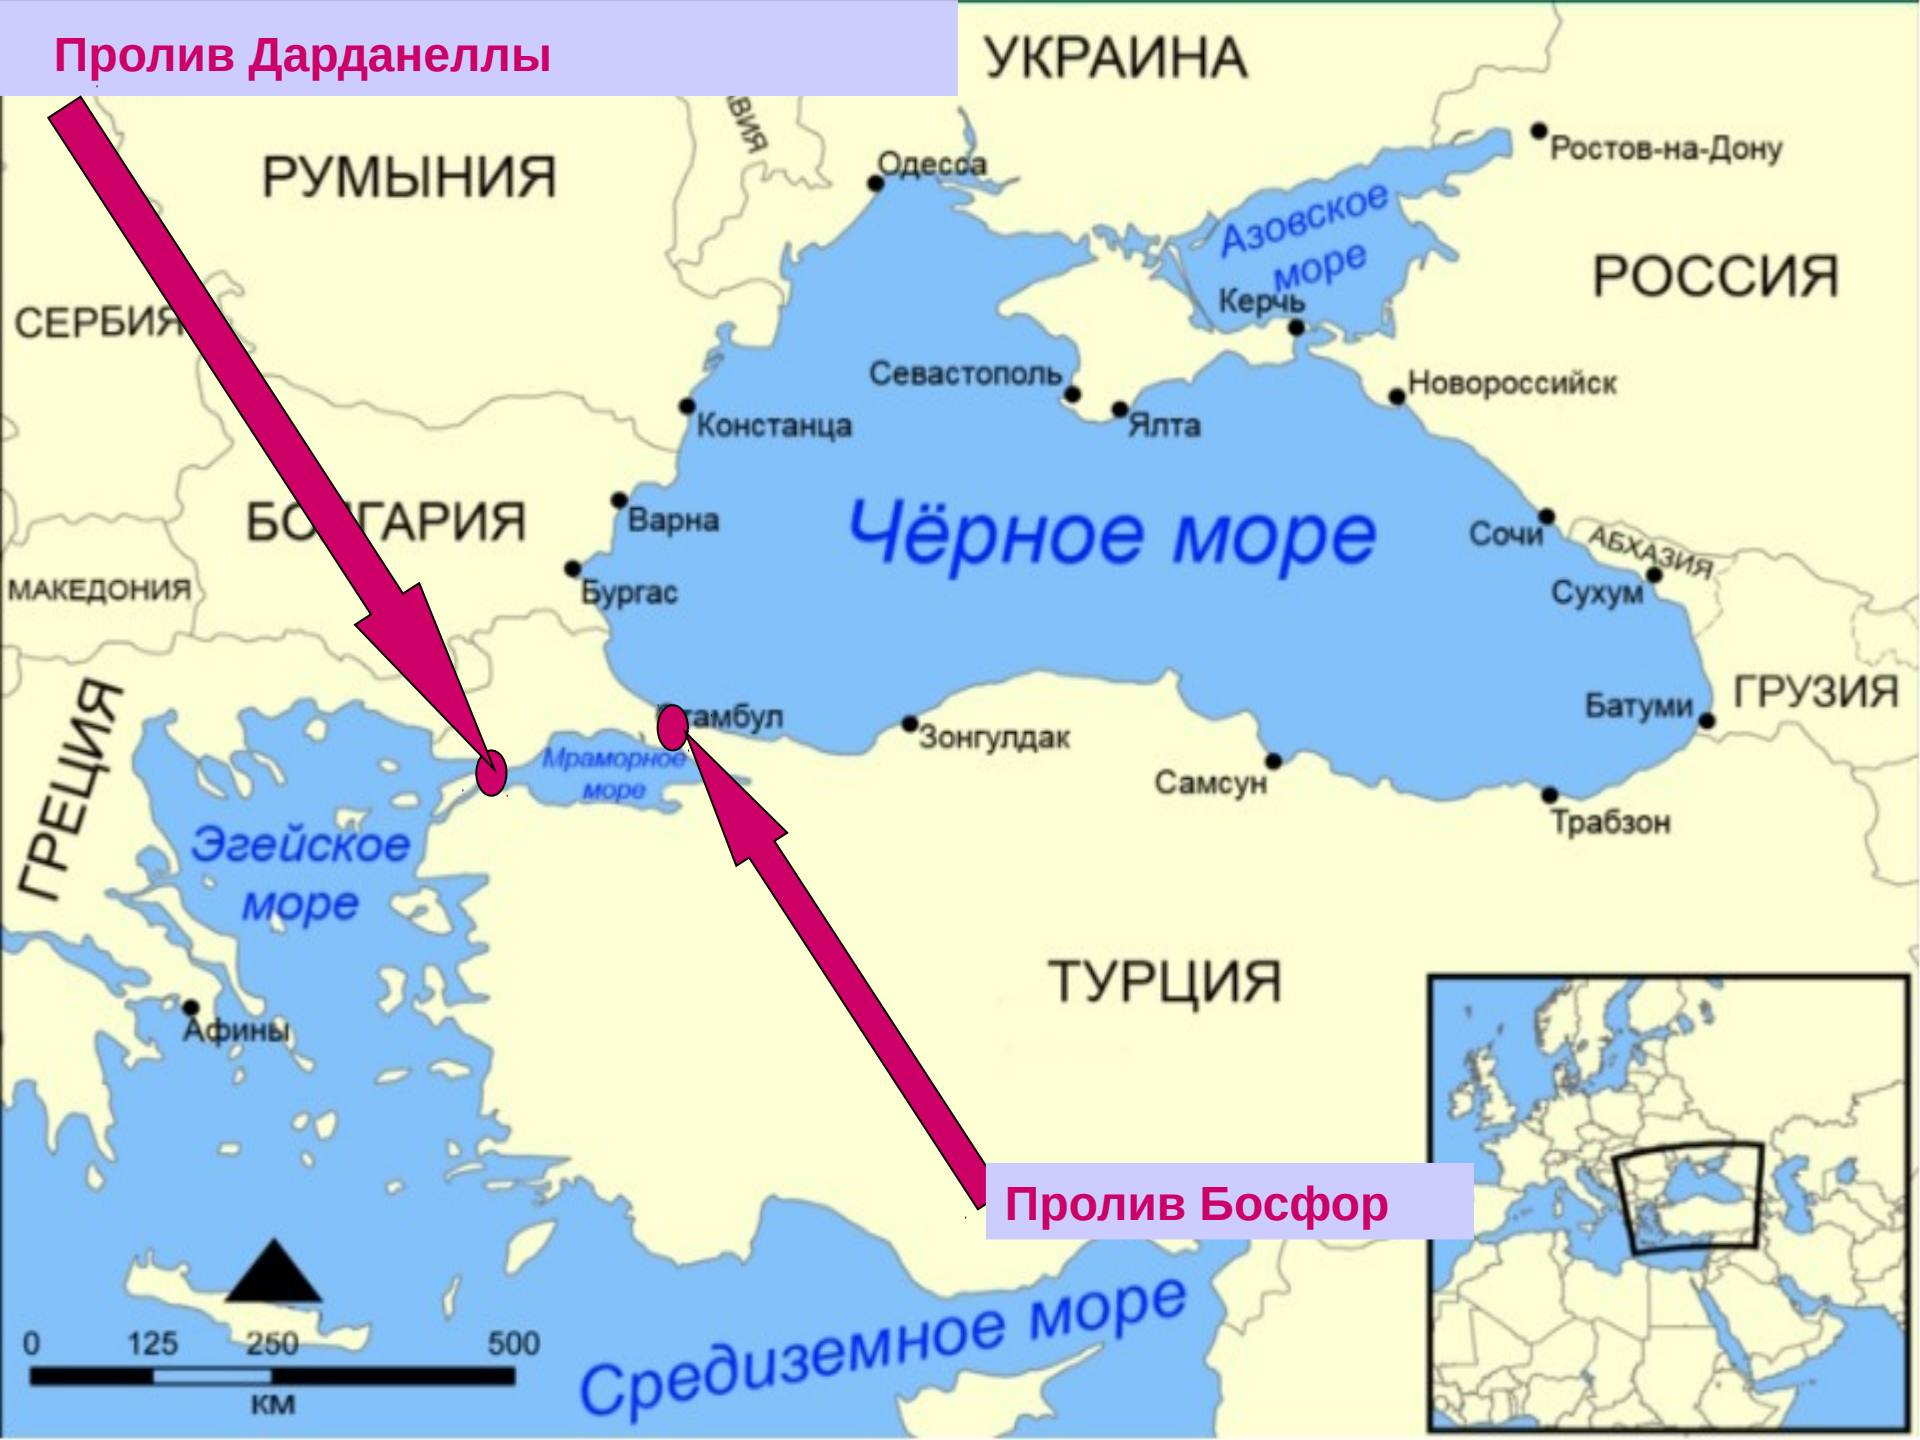 Пролив Дарданеллы
УКРАИНА
ВИЯ
Ростов-на-Дону
РУМЫНИЯ
Одесса
Азовское
море
РОССИЯ
Керчь
СЕРБИЯ
Севастополь
Новороссийск
Констанца
Ялта
БОЛГАРИЯ
Варна
Чёрное море
Сочи
АБХАЗИЯ
МАКЕДОНИЯ
Бургас
Сухум
ГРЕЦИЯ
тамбул
Зонгулдак
Батуми
ГРУЗИЯ
Мраморное
море
Самсун
Трабзон
Эгейское
море
ТУРЦИЯ
Афины
Пролив Босфор
Средиземное море
0 125 250 500
км